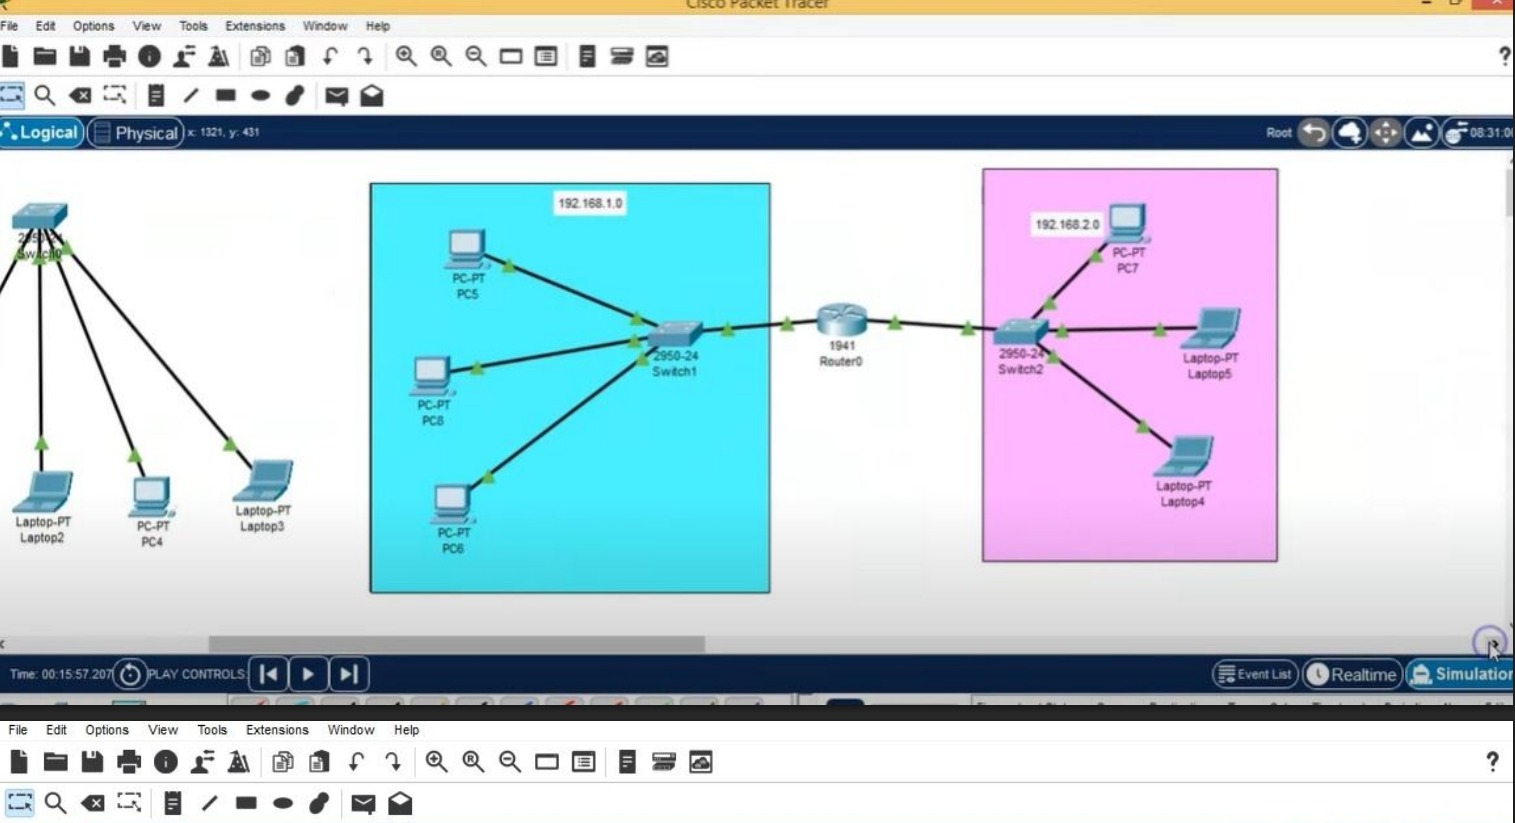 Cisco Packet Tracer
File Edit Options View Tools Extensions Window Help
?
Logical Physical x: 1321, y: 431 Root 08:31:0
2950-24
Switch0
Laptop-PT
Laptop2
PC-PT
PC4
Laptop-PT
Laptop3
192.168.1.0
PC-PT
PC5
PC-PT
PC8
PC-PT
PC6
2950-24
Switch1
1941
Router0
192.168.2.0
PC-PT
PC7
2950-24
Switch2
Laptop-PT
Laptop5
Laptop-PT
Laptop4
Time: 00:15:57.207 PLAY CONTROLS: Event List Realtime Simulation
File Edit Options View Tools Extensions Window Help
?